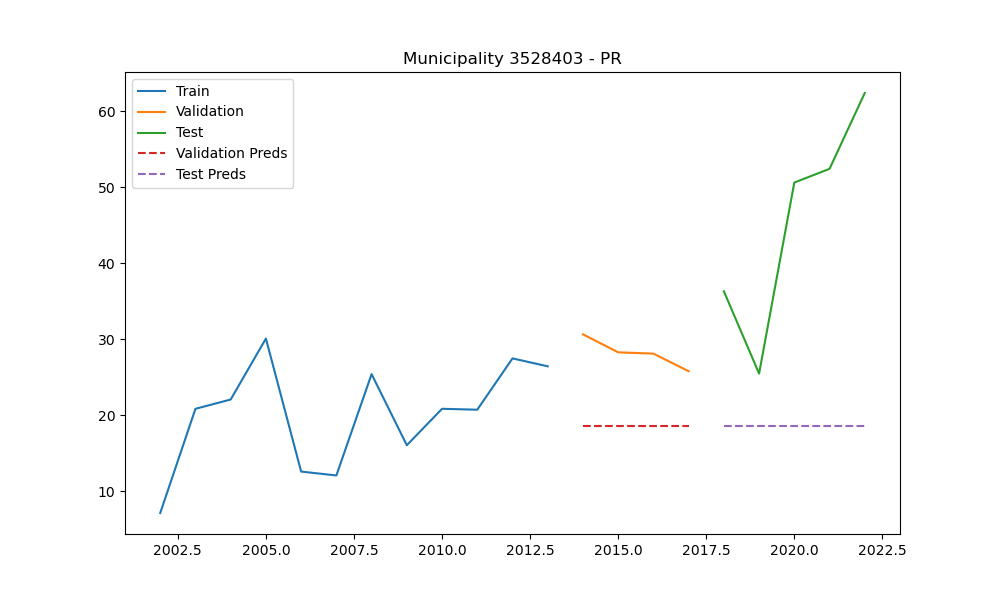 Municipality 3528403 - PR
Train
Validation
Test
Validation Preds
Test Preds
60
50
40
30
20
10
2002.5 2005.0 2007.5 2010.0 2012.5 2015.0 2017.5 2020.0 2022.5